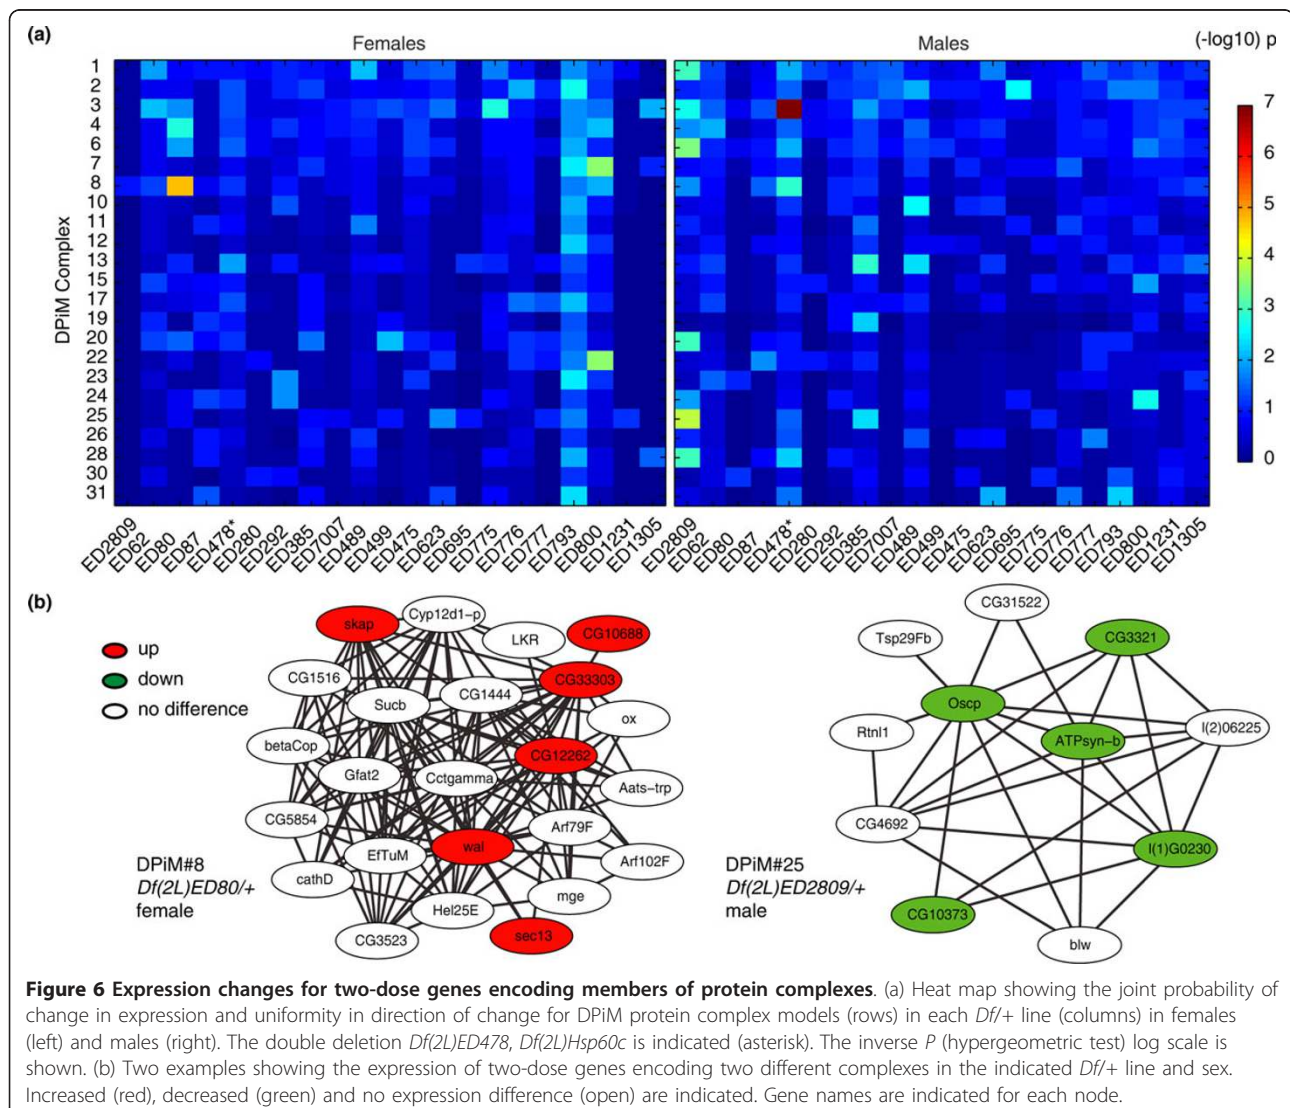 (a)
Females
Males
(-log10) p
DPiM Complex
1
2
3
4
6
7
8
10
11
12
13
15
17
19
20
22
23
24
25
26
28
30
31
7
6
5
4
3
2
1
0
ED2809
ED62
ED80
ED87
ED478*
ED280
ED292
ED385
ED7007
ED489
ED499
ED475
ED623
ED695
ED775
ED776
ED777
ED793
ED800
ED1231
ED1305
ED2809
ED62
ED80
ED87
ED478*
ED280
ED292
ED385
ED7007
ED489
ED499
ED475
ED623
ED695
ED775
ED776
ED777
ED793
ED800
ED1231
ED1305
(b)
up
down
no difference
skap
Cyp12d1-p
LKR
CG10688
CG1516
Sucb
CG1444
CG33303
ox
betaCop
Gfat2
Cctgamma
CG12262
Aats-trp
CG5854
EfTuM
wal
Arf79F
Arf102F
cathD
Hel25E
mge
CG3523
sec13
DPiM#8
Df(2L)ED80/+
female
CG31522
Tsp29Fb
CG3321
Oscp
Rtnl1
ATPsyn-b
l(2)06225
CG4692
l(1)G0230
CG10373
blw
DPiM#25
Df(2L)ED2809/+
male
Figure 6 Expression changes for two-dose genes encoding members of protein complexes. (a) Heat map showing the joint probability of
change in expression and uniformity in direction of change for DPiM protein complex models (rows) in each Df/+ line (columns) in females
(left) and males (right). The double deletion Df(2L)ED478, Df(2L)Hsp60c is indicated (asterisk). The inverse P (hypergeometric test) log scale is
shown. (b) Two examples showing the expression of two-dose genes encoding two different complexes in the indicated Df/+ line and sex.
Increased (red), decreased (green) and no expression difference (open) are indicated. Gene names are indicated for each node.